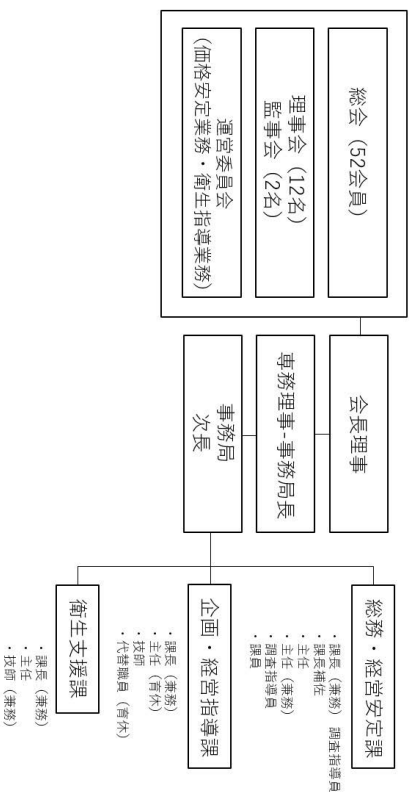 総会（52会員）
理事会（12名）
監事会（2名）
運営委員会
（価格安定業務・衛生指導業務）
会長理事
専務理事-事務局長
事務局
次長
総務・経営安定課
・課長（兼務） 調査指導員
・課長補佐
・主任
・主任（兼務）
・調査指導員
・課員
企画・経営指導課
・課長（兼務）
・主任（育休）
・技師
・代替職員（育休）
衛生支援課
・課長（兼務）
・主任
・技師（兼務）